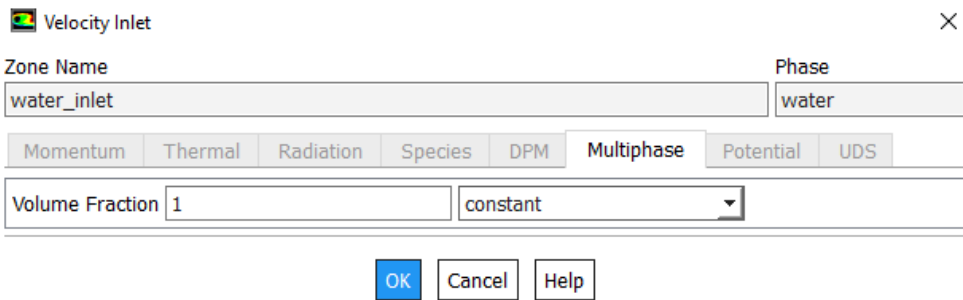 Velocity Inlet
Zone Name Phase
water_inlet water
Momentum Thermal Radiation Species DPM Multiphase Potential UDS
Volume Fraction 1 constant
OK Cancel Help